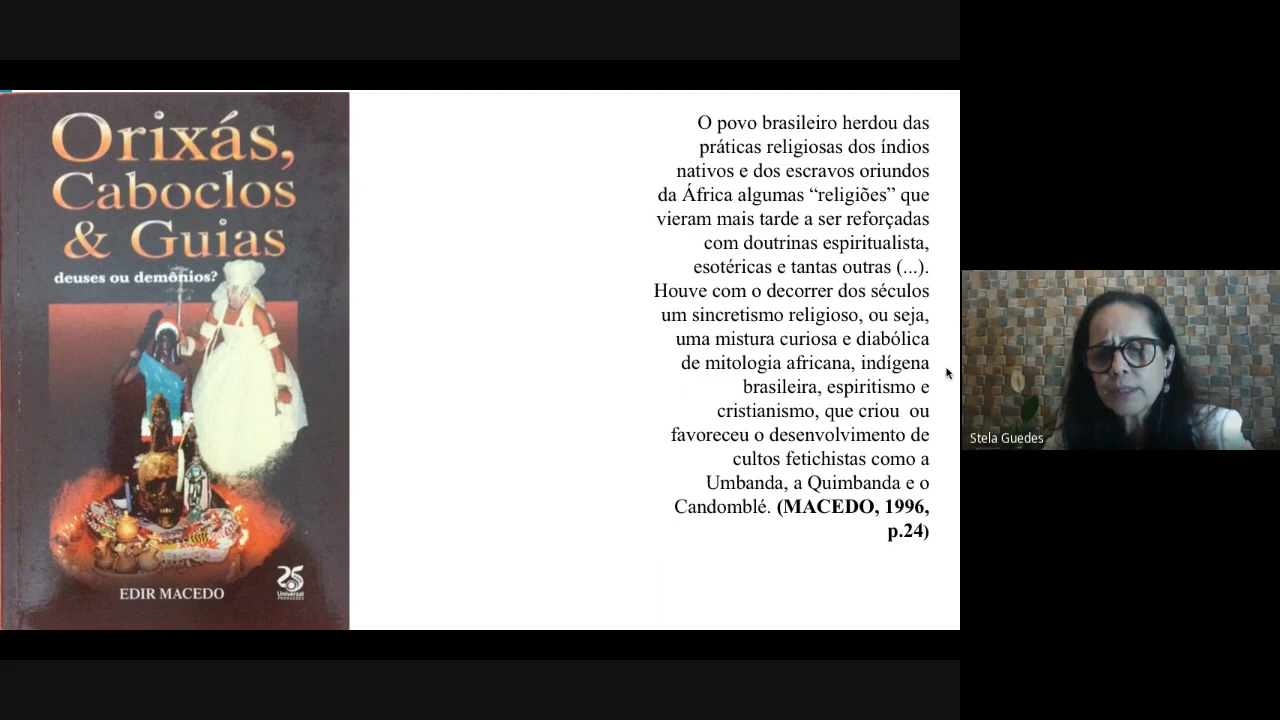 Orixás,
Caboclos
& Guias
deuses ou demônios?
EDIR MACEDO
25
Universal
PRODUÇÕES
O povo brasileiro herdou das
práticas religiosas dos índios
nativos e dos escravos oriundos
da África algumas “religiões” que
vieram mais tarde a ser reforçadas
com doutrinas espiritualista,
esotéricas e tantas outras (...).
Houve com o decorrer dos séculos
um sincretismo religioso, ou seja,
uma mistura curiosa e diabólica
de mitologia africana, indígena
brasileira, espiritismo e
cristianismo, que criou ou
favoreceu o desenvolvimento de
cultos fetichistas como a
Umbanda, a Quimbanda e o
Candomblé. (MACEDO, 1996,
p.24)
Stela Guedes